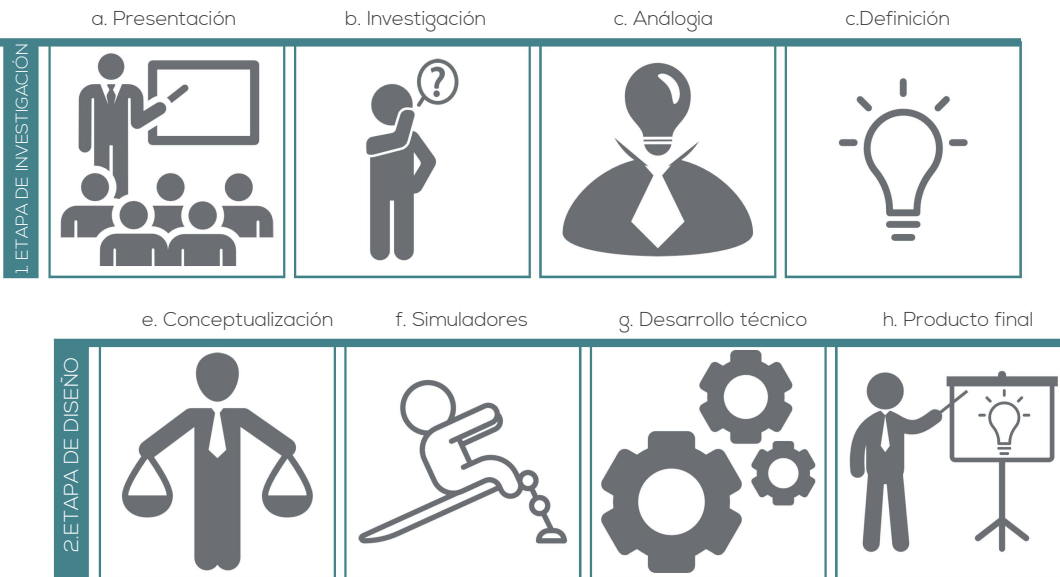 a. Presentación
b. Investigación
c. Análogia
c.Definición
1. ETAPA DE INVESTIGACIÓN
?
e. Conceptualización
f. Simuladores
g. Desarrollo técnico
h. Producto final
2.ETAPA DE DISEÑO